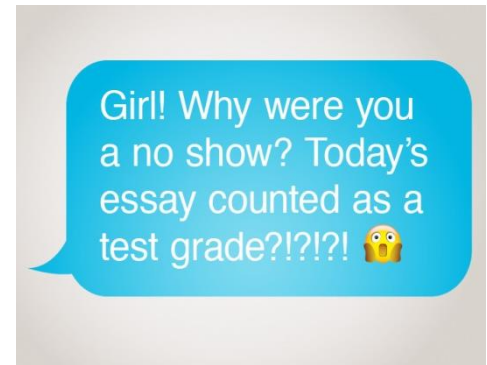 Girl! Why were you
a no show? Today’s
essay counted as a
test grade?!?!?! 😱